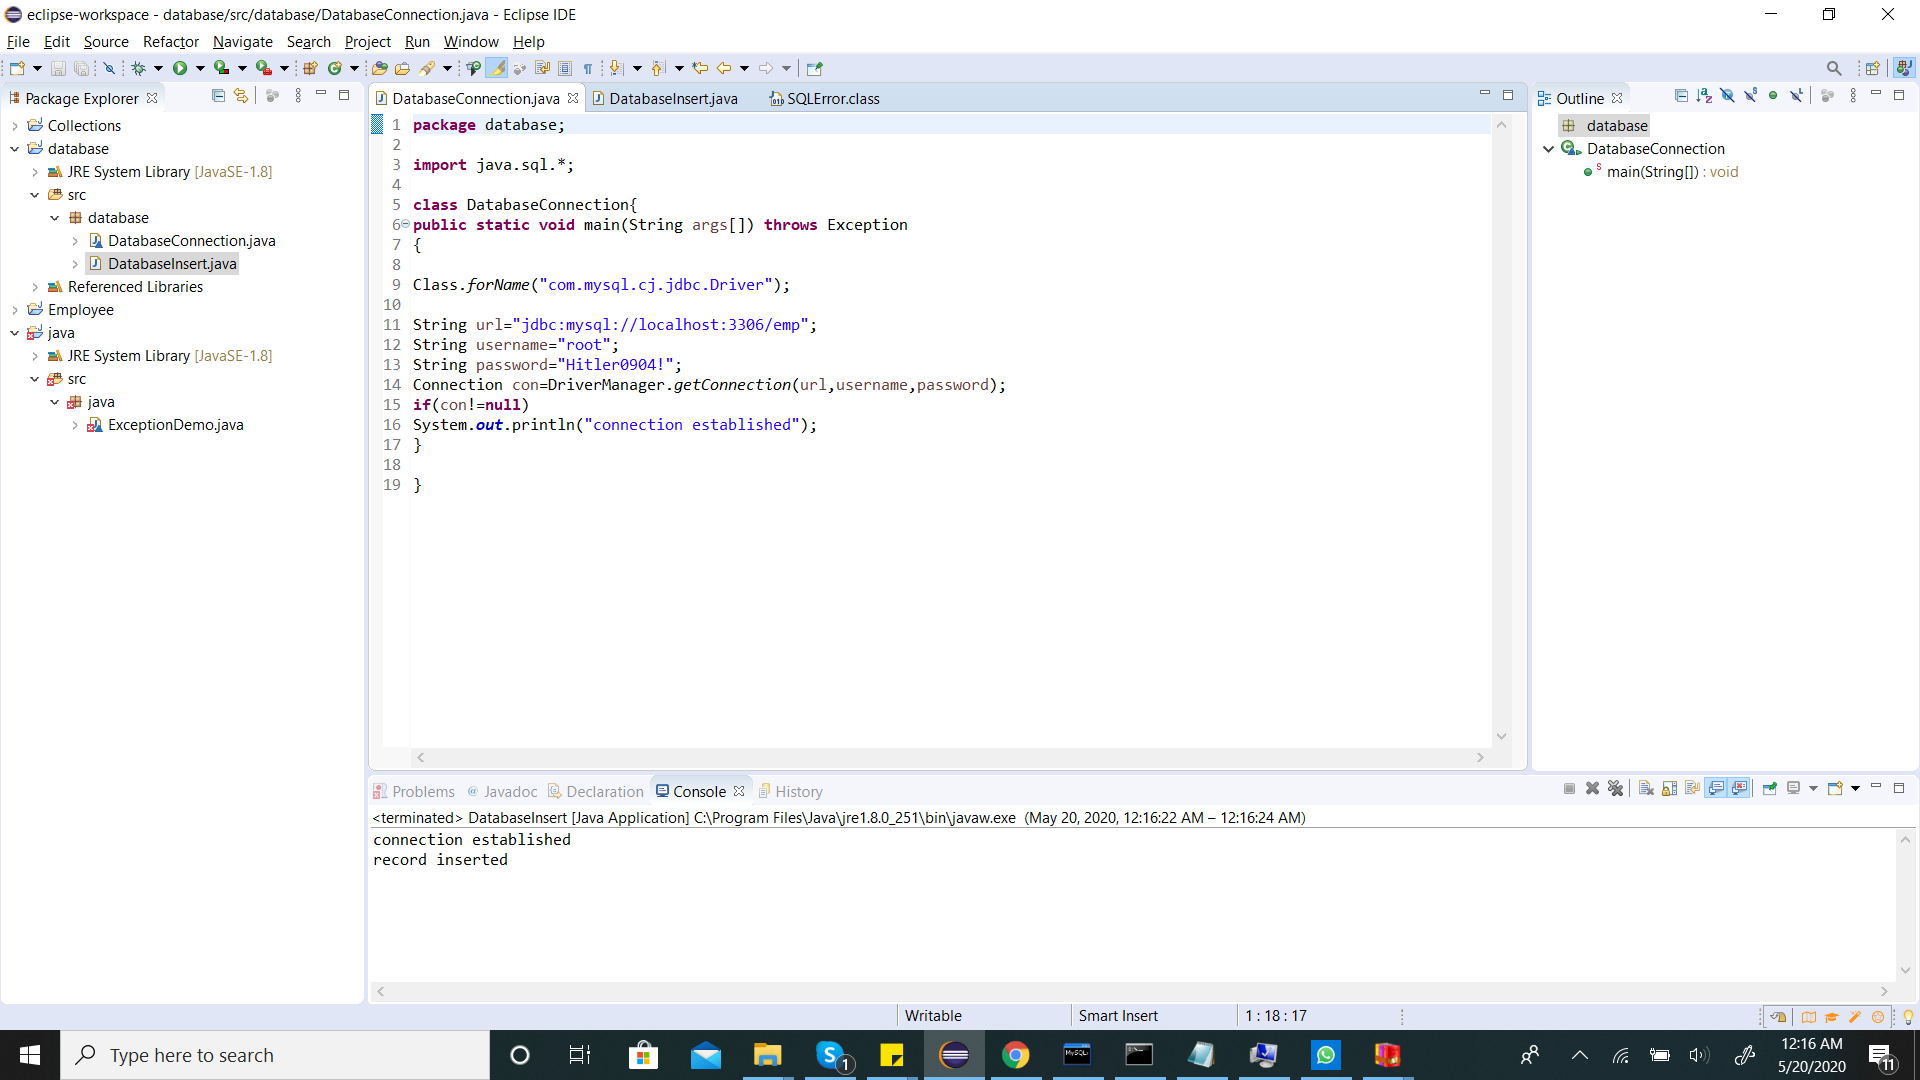 eclipse-workspace - database/src/database/DatabaseConnection.java - Eclipse IDE
File Edit Source Refactor Navigate Search Project Run Window Help
Package Explorer
Collections
database
JRE System Library [JavaSE-1.8]
src
database
DatabaseConnection.java
DatabaseInsert.java
Referenced Libraries
Employee
java
JRE System Library [JavaSE-1.8]
src
java
ExceptionDemo.java
DatabaseConnection.java DatabaseInsert.java SQLError.class
1 package database;
2
3 import java.sql.*;
4
5 class DatabaseConnection{
6 public static void main(String args[]) throws Exception
7 {
8
9 Class.forName("com.mysql.cj.jdbc.Driver");
10
11 String url="jdbc:mysql://localhost:3306/emp";
12 String username="root";
13 String password="Hitler0904!";
14 Connection con=DriverManager.getConnection(url,username,password);
15 if(con!=null)
16 System.out.println("connection established");
17 }
18
19 }
Outline
database
DatabaseConnection
main(String[]) : void
Problems @ Javadoc Declaration Console History
<terminated> DatabaseInsert [Java Application] C:\Program Files\Java\jre1.8.0_251\bin\javaw.exe (May 20, 2020, 12:16:22 AM – 12:16:24 AM)
connection established
record inserted
Writable Smart Insert 1 : 18 : 17
Type here to search
1
MySQL
12:16 AM
5/20/2020
11